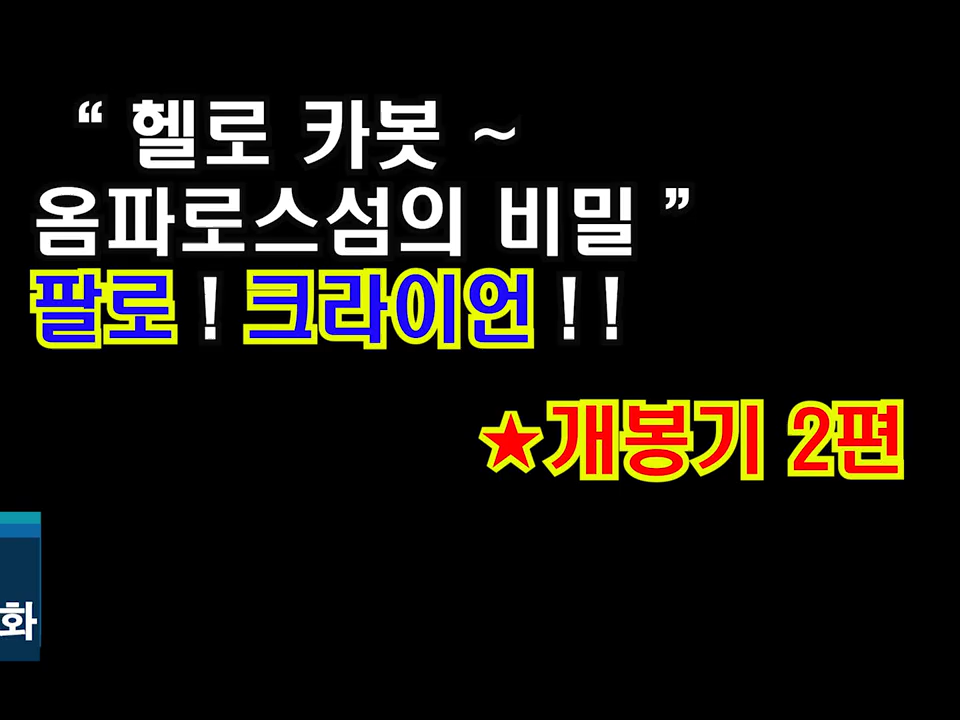 “ 헬로 카봇 ~
옴파로스섬의 비밀 ”
팔로 ! 크라이언 ! !
★개봉기 2편
화